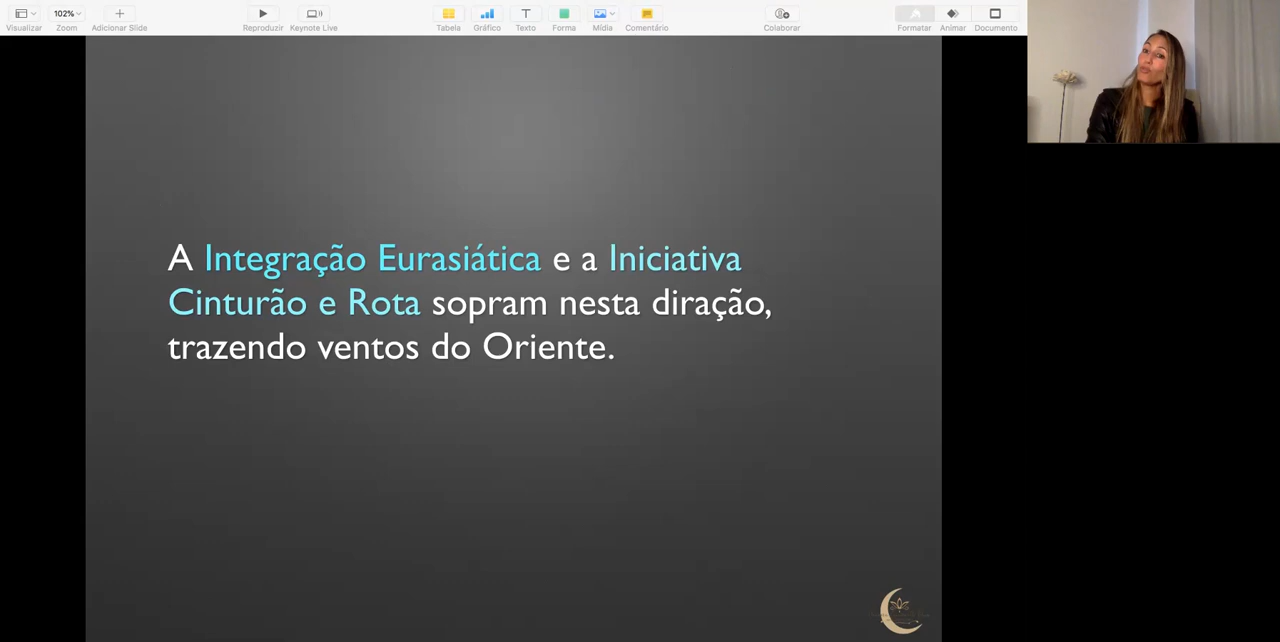 Visualizar
102%
Zoom
Adicionar Slide
Reproduzir
Keynote Live
Tabela
Gráfico
Texto
Forma
Mídia
Comentário
Colaborar
Formatar
Animar
Documento
A Integração Eurasiática e a Iniciativa
Cinturão e Rota sopram nesta diração,
trazendo ventos do Oriente.